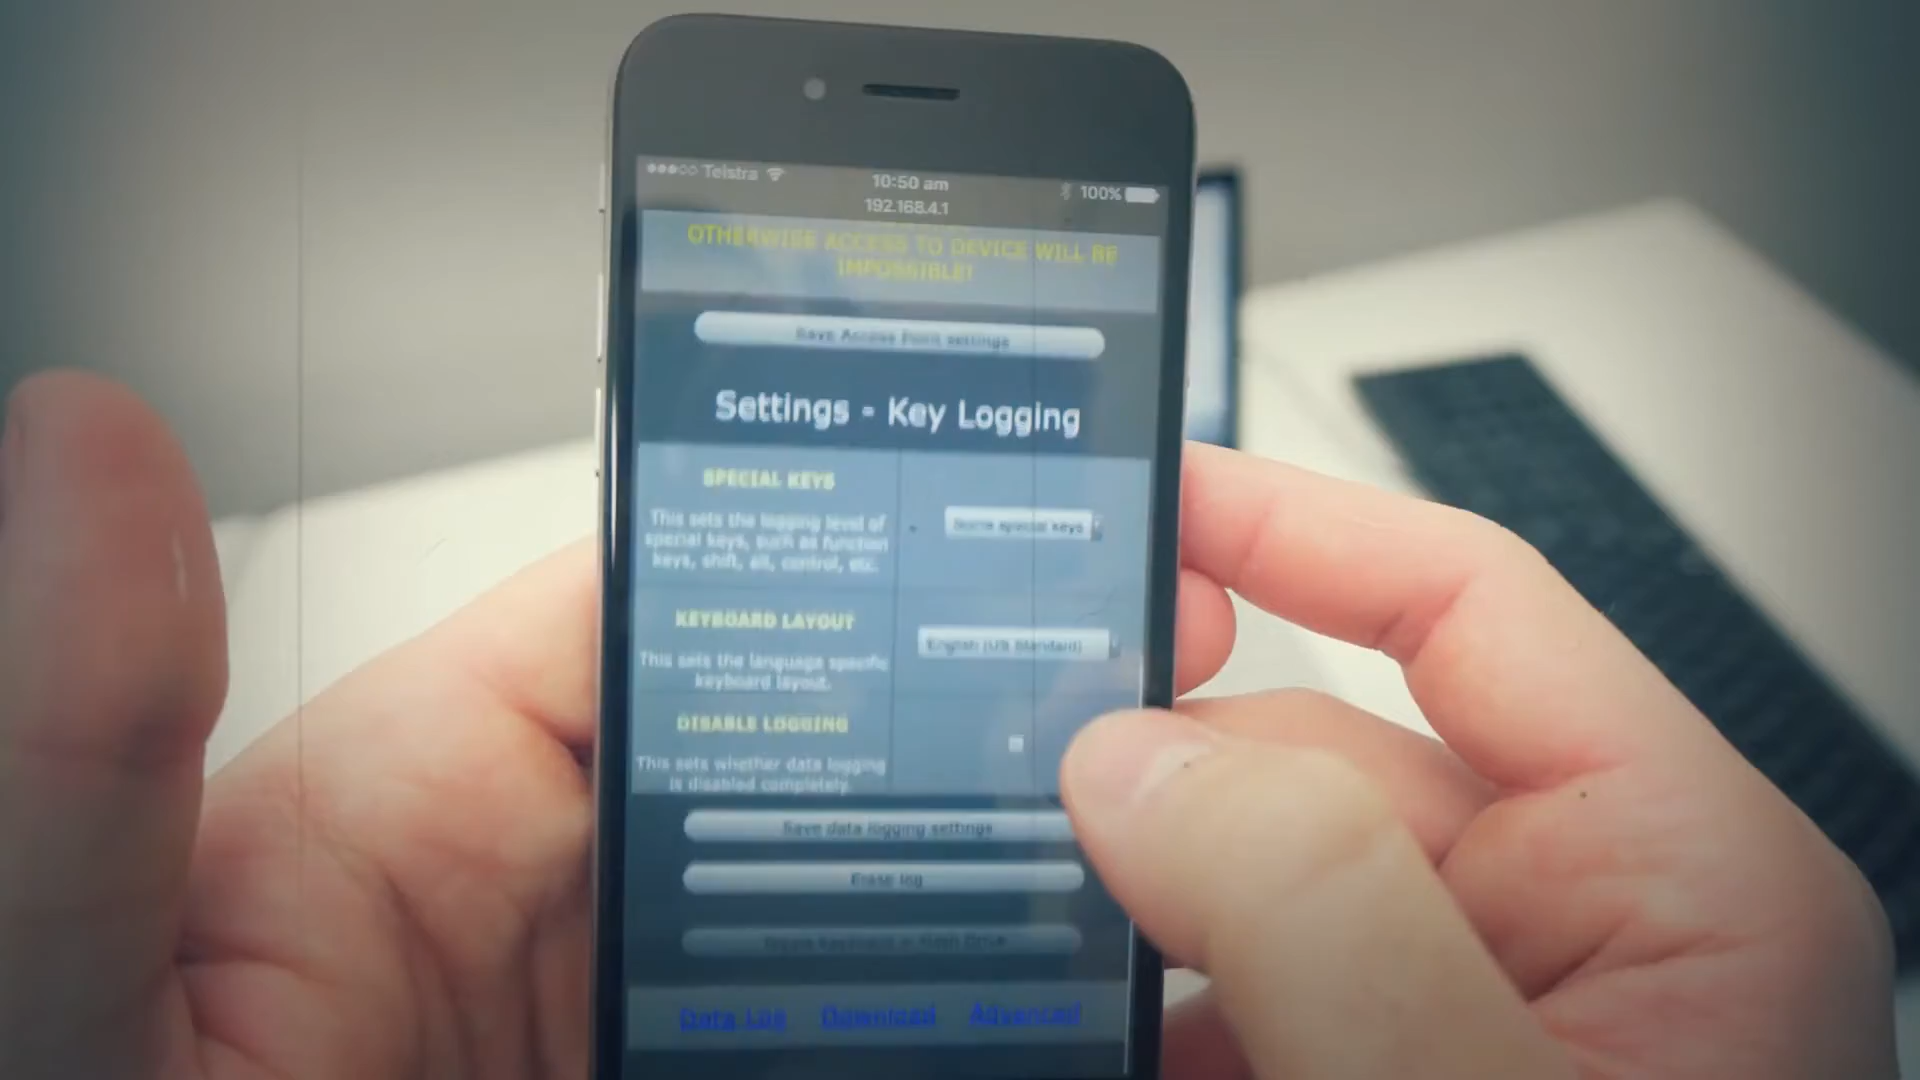 Telstra
10:50 am
100%
192.168.4.1
OTHERWISE ACCESS TO DEVICE WILL BE
IMPOSSIBLE!
Save Access Point settings
Settings - Key Logging
SPECIAL KEYS
This sets the logging level of
special keys, such as function
keys, shift, alt, control, etc.
Some special keys
KEYBOARD LAYOUT
This sets the language specific
keyboard layout.
English (US Standard)
DISABLE LOGGING
This sets whether data logging
is disabled completely.
Save data logging settings
Erase log
Data Log Download Advanced